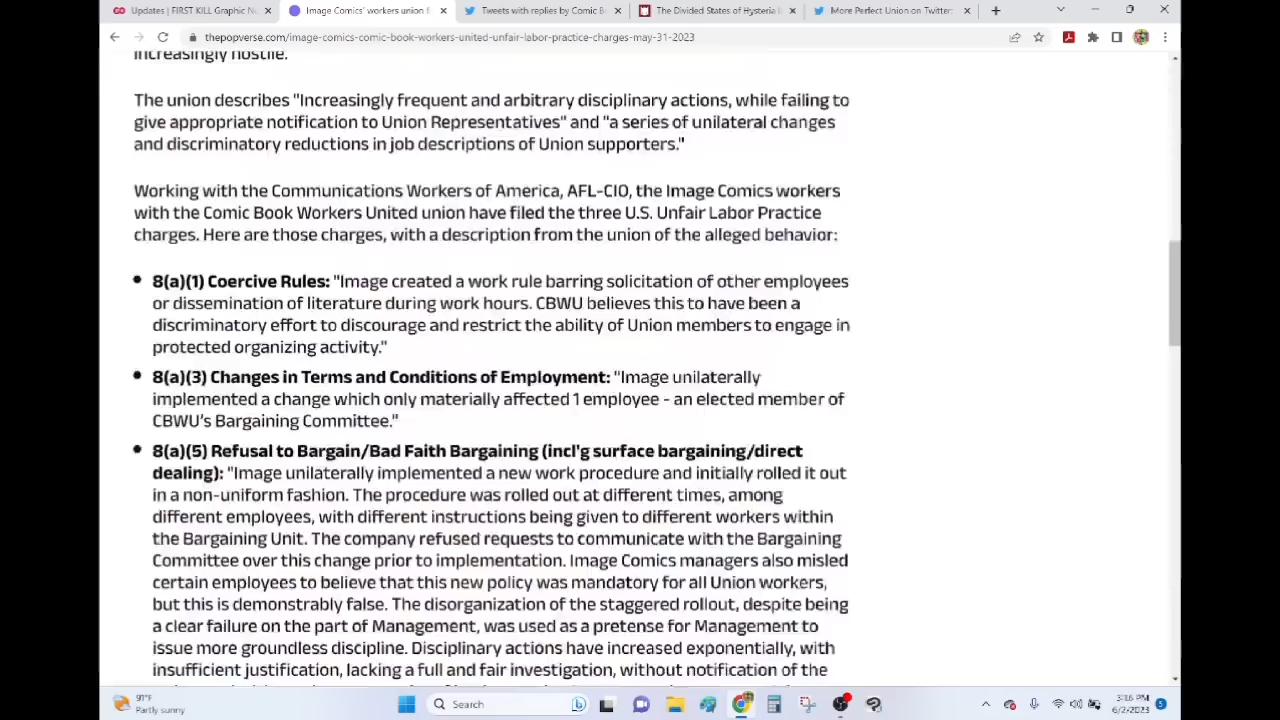 Updates | FIRST KILL Graphic N
Image Comics' workers union f
Tweets with replies by Comic B
The Divided States of Hysteria
More Perfect Union on Twitter:
thepopverse.com/image-comics-comic-book-workers-united-unfair-labor-practice-charges-may-31-2023
increasingly hostile.
The union describes "Increasingly frequent and arbitrary disciplinary actions, while failing to
give appropriate notification to Union Representatives" and "a series of unilateral changes
and discriminatory reductions in job descriptions of Union supporters."
Working with the Communications Workers of America, AFL-CIO, the Image Comics workers
with the Comic Book Workers United union have filed the three U.S. Unfair Labor Practice
charges. Here are those charges, with a description from the union of the alleged behavior:
• 8(a)(1) Coercive Rules: "Image created a work rule barring solicitation of other employees
or dissemination of literature during work hours. CBWU believes this to have been a
discriminatory effort to discourage and restrict the ability of Union members to engage in
protected organizing activity."
• 8(a)(3) Changes in Terms and Conditions of Employment: "Image unilaterally
implemented a change which only materially affected 1 employee - an elected member of
CBWU's Bargaining Committee."
• 8(a)(5) Refusal to Bargain/Bad Faith Bargaining (incl'g surface bargaining/direct
dealing): "Image unilaterally implemented a new work procedure and initially rolled it out
in a non-uniform fashion. The procedure was rolled out at different times, among
different employees, with different instructions being given to different workers within
the Bargaining Unit. The company refused requests to communicate with the Bargaining
Committee over this change prior to implementation. Image Comics managers also misled
certain employees to believe that this new policy was mandatory for all Union workers,
but this is demonstrably false. The disorganization of the staggered rollout, despite being
a clear failure on the part of Management, was used as a pretense for Management to
issue more groundless discipline. Disciplinary actions have increased exponentially, with
insufficient justification, lacking a full and fair investigation, without notification of the
91°F
Partly sunny
Search
3:16 PM
6/2/2023
5